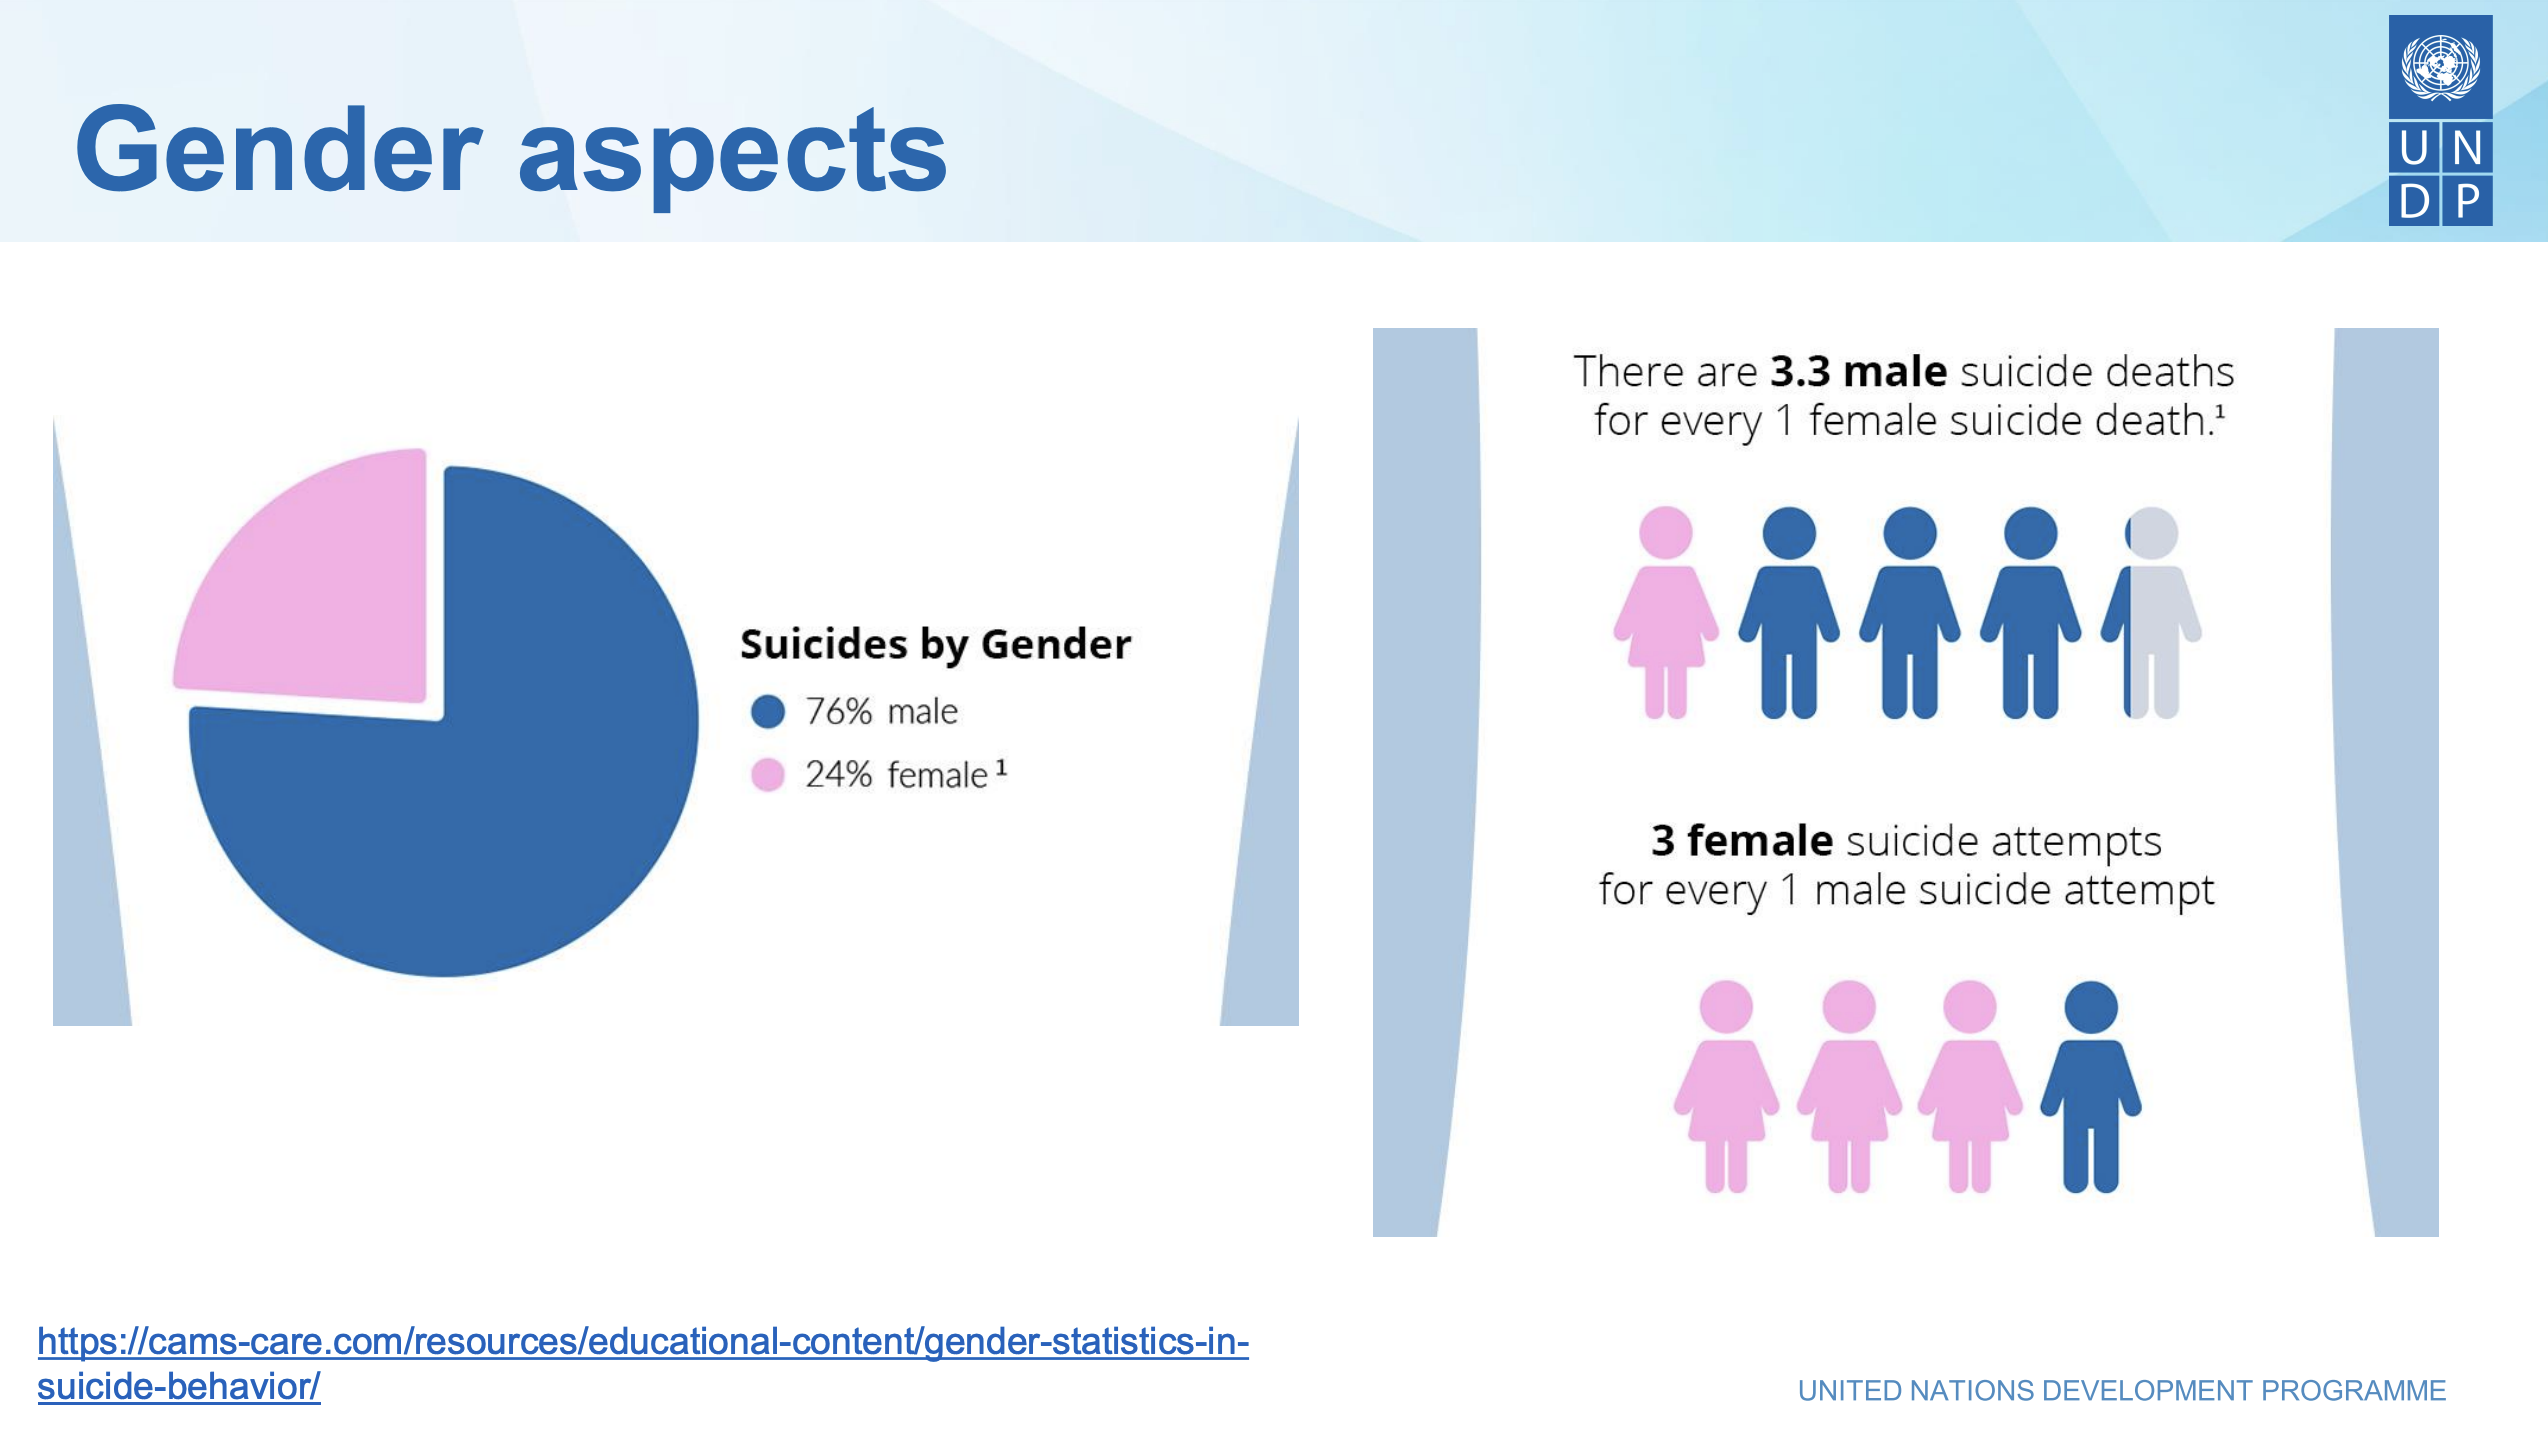 Gender aspects
U N
D P
Suicides by Gender
76% male
24% female ¹
There are 3.3 male suicide deaths
for every 1 female suicide death.¹
3 female suicide attempts
for every 1 male suicide attempt
https://cams-care.com/resources/educational-content/gender-statistics-in-
suicide-behavior/
UNITED NATIONS DEVELOPMENT PROGRAMME